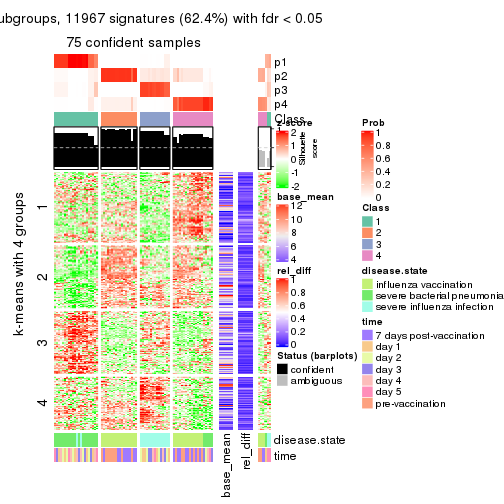 ubgroups, 11967 signatures (62.4%) with fdr < 0.05
75 confident samples
p1
p2
p3
p4
Class
1
Silhouette
score
k-means with 4 groups
1
2
3
4
z-score
2
1
0
-1
-2
base_mean
12
10
8
6
4
rel_diff
1
0.8
0.6
0.4
0.2
0
Status (barplots)
confident
ambiguous
Prob
1
0.8
0.6
0.4
0.2
0
Class
1
2
3
4
disease.state
influenza vaccination
severe bacterial pneumonia
severe influenza infection
time
7 days post-vaccination
day 1
day 2
day 3
day 4
day 5
pre-vaccination
disease.state
time
base_mean
rel_diff